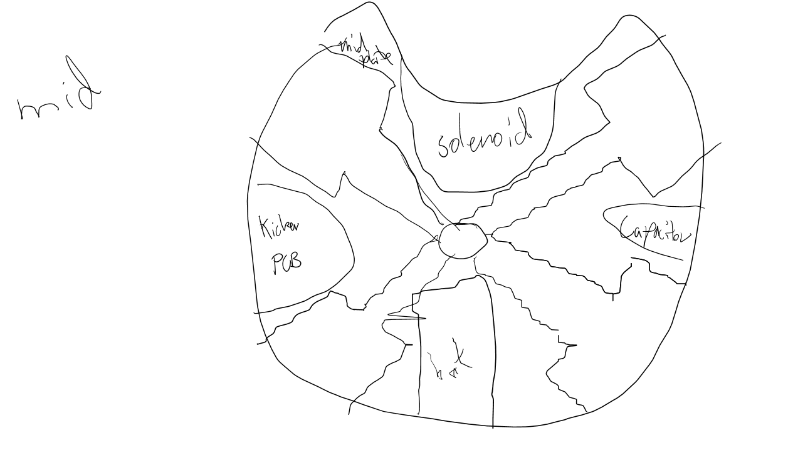 mid
mid
plate
solenoid
Kicker
PCB
Capacitor
bat